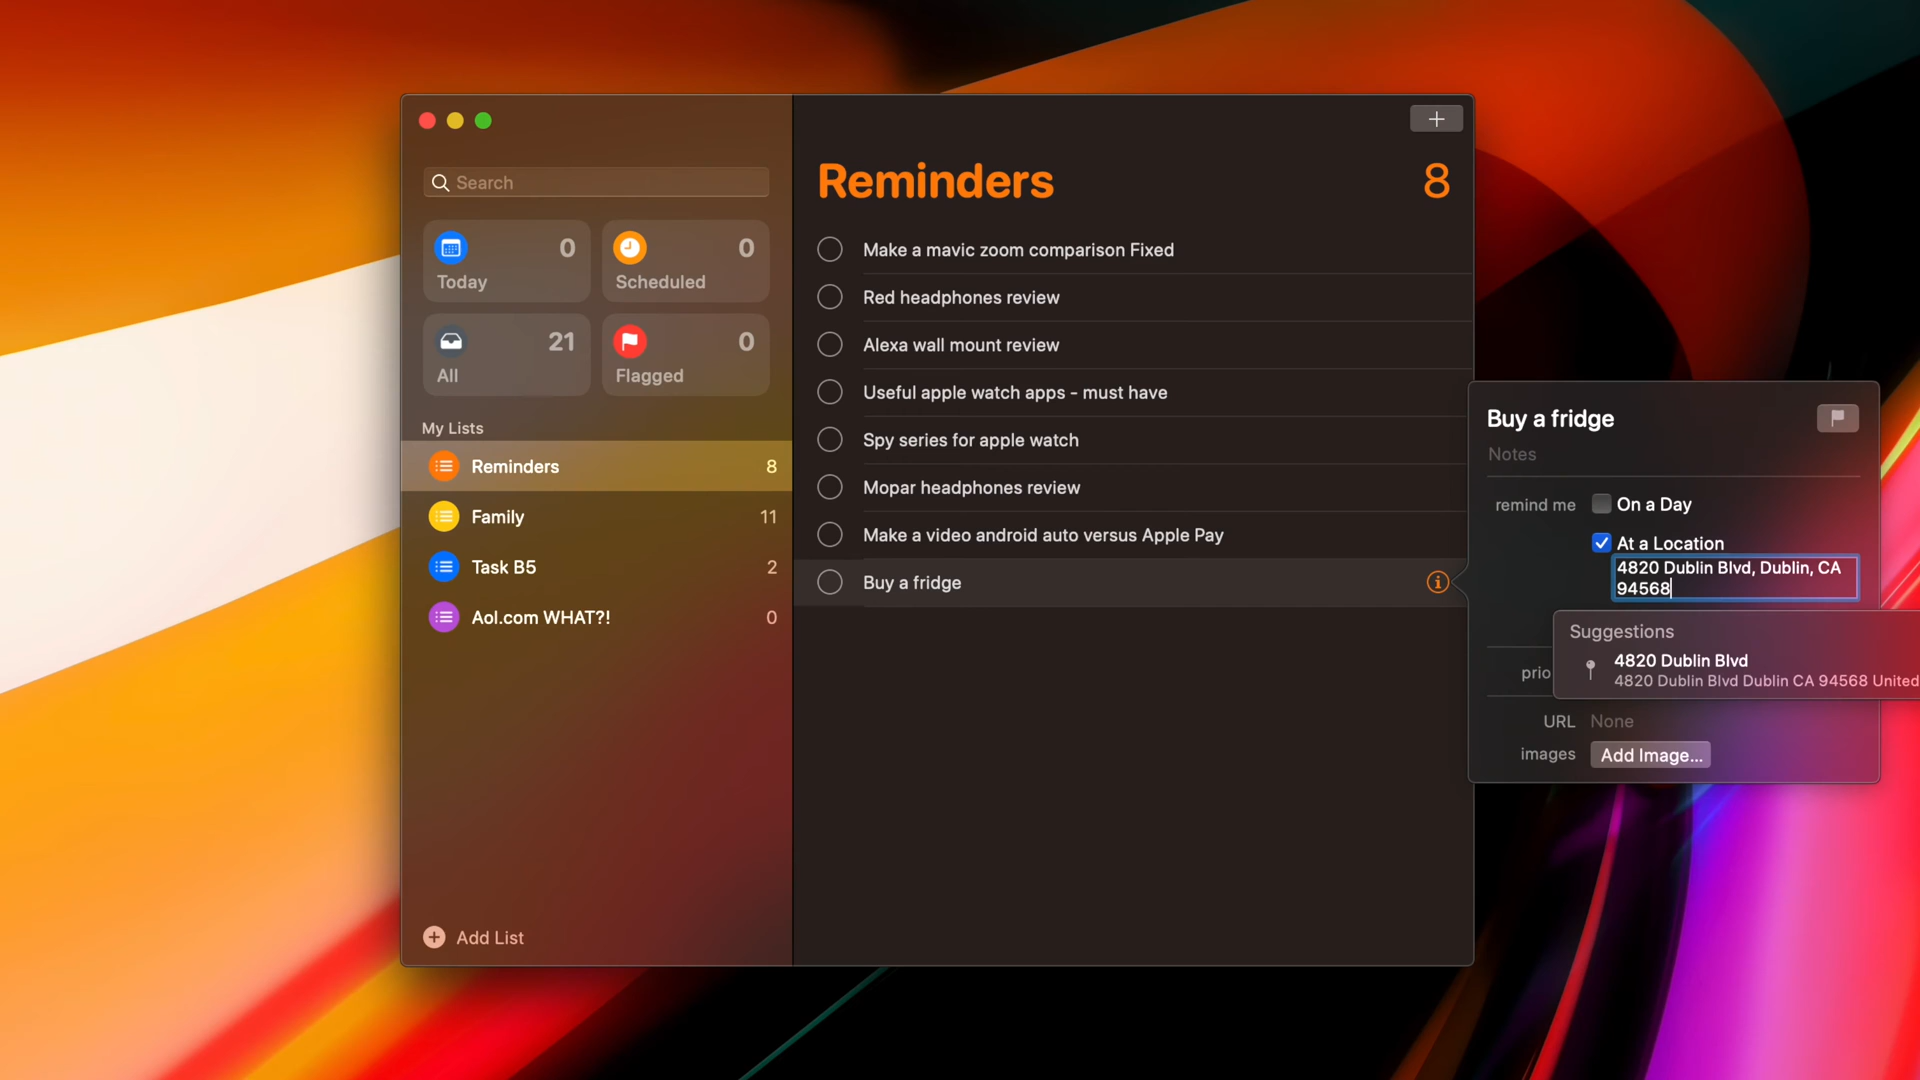 Search
Today 0
Scheduled 0
All 21
Flagged 0
My Lists
Reminders 8
Family 11
Task B5 2
Aol.com WHAT?! 0
Add List
Reminders 8
Make a mavic zoom comparison Fixed
Red headphones review
Alexa wall mount review
Useful apple watch apps - must have
Spy series for apple watch
Mopar headphones review
Make a video android auto versus Apple Pay
Buy a fridge
Buy a fridge
Notes
remind me On a Day
At a Location
4820 Dublin Blvd, Dublin, CA
94568
Suggestions
4820 Dublin Blvd
4820 Dublin Blvd Dublin CA 94568 United
prio
URL None
images Add Image...